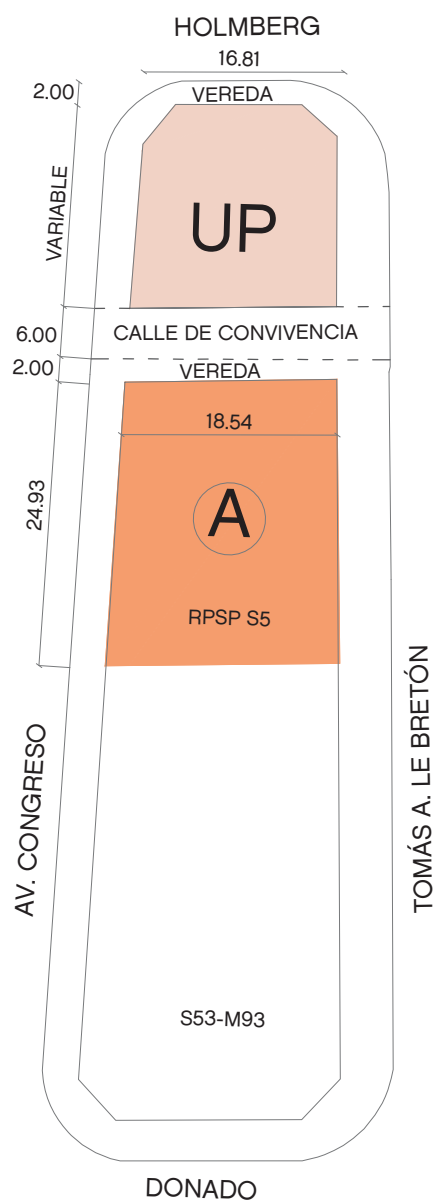 HOLMBERG
16.81
2.00
VEREDA
VARIABLE
UP
6.00
CALLE DE CONVIVENCIA
2.00
VEREDA
18.54
24.93
A
RPSP S5
AV. CONGRESO
TOMÁS A. LE BRETÓN
S53-M93
DONADO